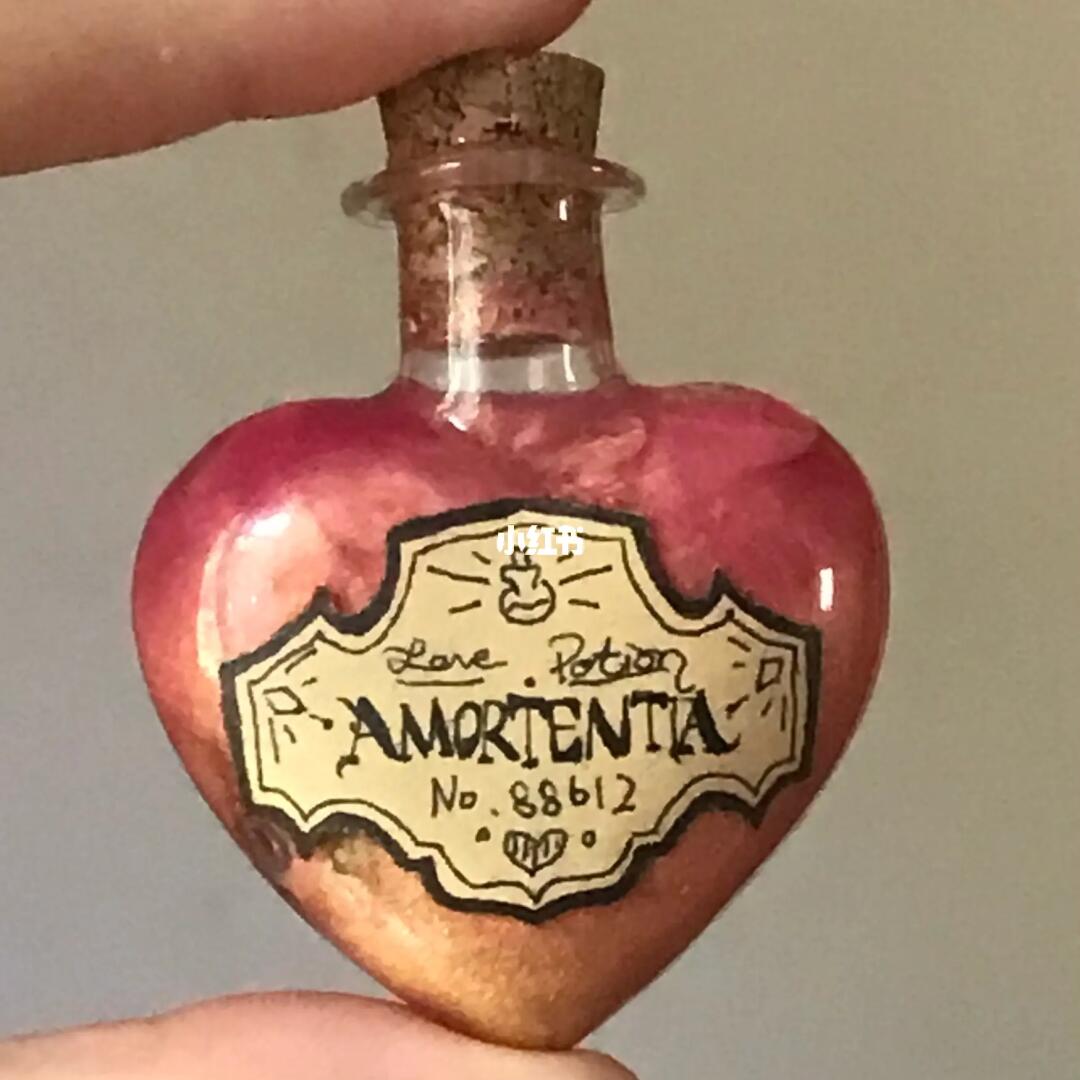 小红书
Love Potion
AMORTENTIA
No. 88612